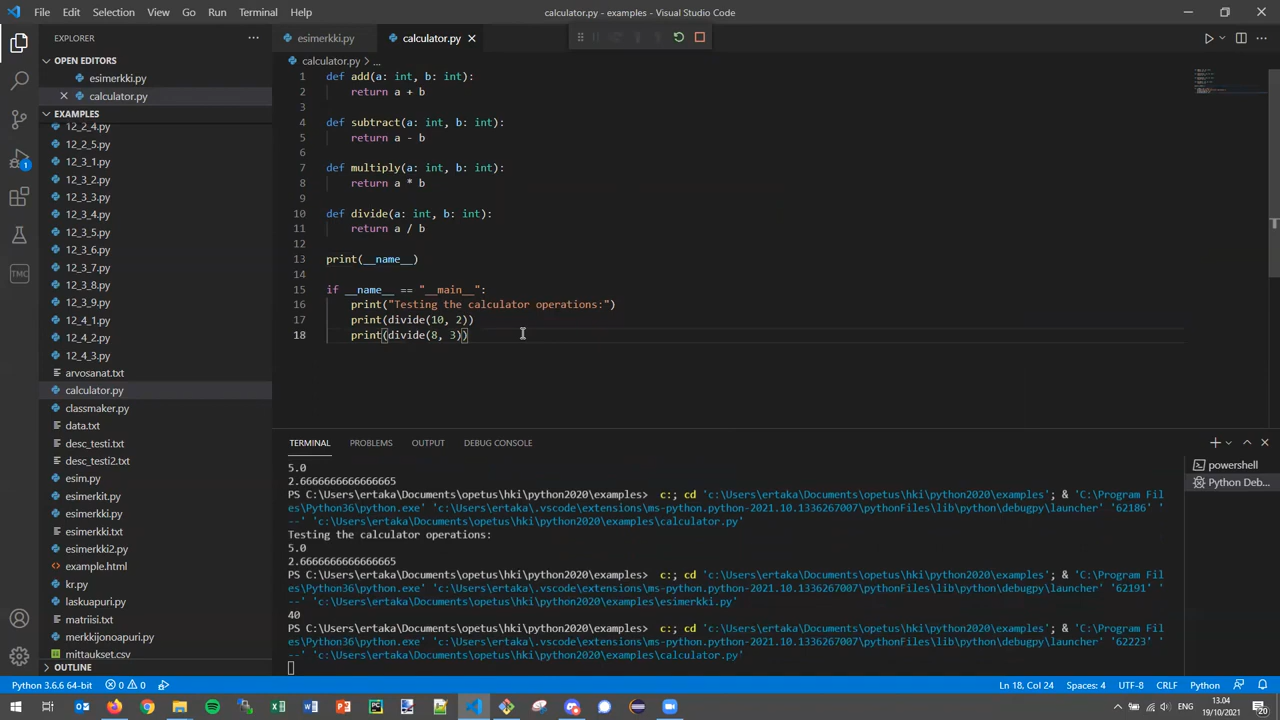 File Edit Selection View Go Run Terminal Help
calculator.py - examples - Visual Studio Code
EXPLORER
esimerkki.py
calculator.py
OPEN EDITORS
esimerkki.py
calculator.py
EXAMPLES
12_2_4.py
12_2_5.py
12_3_1.py
12_3_2.py
12_3_3.py
12_3_4.py
12_3_5.py
12_3_6.py
12_3_7.py
12_3_8.py
12_3_9.py
12_4_1.py
12_4_2.py
12_4_3.py
arvosanat.txt
calculator.py
classmaker.py
data.txt
desc_testi.txt
desc_testi2.txt
esim.py
esimerkit.py
esimerkki.py
esimerkki.txt
esimerkki2.py
example.html
kr.py
laskuapuri.py
matriisi.txt
merkkijonoapuri.py
mittaukset.csv
OUTLINE
1
TMC
calculator.py > ...
1 def add(a: int, b: int):
2 return a + b
3
4 def subtract(a: int, b: int):
5 return a - b
6
7 def multiply(a: int, b: int):
8 return a * b
9
10 def divide(a: int, b: int):
11 return a / b
12
13 print(__name__)
14
15 if __name__ == "__main__":
16 print("Testing the calculator operations:")
17 print(divide(10, 2))
18 print(divide(8, 3))
TERMINAL PROBLEMS OUTPUT DEBUG CONSOLE
powershell
Python Deb...
5.0
2.6666666666666665
PS C:\Users\ertaka\Documents\opetus\hki\python2020\examples> c:; cd 'c:\Users\ertaka\Documents\opetus\hki\python2020\examples'; & 'C:\Program Fil
es\Python36\python.exe' 'c:\Users\ertaka\.vscode\extensions\ms-python.python-2021.10.1336267007\pythonFiles\lib\python\debugpy\launcher' '62186' '
--' 'c:\Users\ertaka\Documents\opetus\hki\python2020\examples\calculator.py'
Testing the calculator operations:
5.0
2.6666666666666665
PS C:\Users\ertaka\Documents\opetus\hki\python2020\examples> c:; cd 'c:\Users\ertaka\Documents\opetus\hki\python2020\examples'; & 'C:\Program Fil
es\Python36\python.exe' 'c:\Users\ertaka\.vscode\extensions\ms-python.python-2021.10.1336267007\pythonFiles\lib\python\debugpy\launcher' '62191' '
--' 'c:\Users\ertaka\Documents\opetus\hki\python2020\examples\esimerkki.py'
40
PS C:\Users\ertaka\Documents\opetus\hki\python2020\examples> c:; cd 'c:\Users\ertaka\Documents\opetus\hki\python2020\examples'; & 'C:\Program Fil
es\Python36\python.exe' 'c:\Users\ertaka\.vscode\extensions\ms-python.python-2021.10.1336267007\pythonFiles\lib\python\debugpy\launcher' '62223' '
--' 'c:\Users\ertaka\Documents\opetus\hki\python2020\examples\calculator.py'
Python 3.6.6 64-bit 0 0
Ln 18, Col 24 Spaces: 4 UTF-8 CRLF Python
13.04
19/10/2021